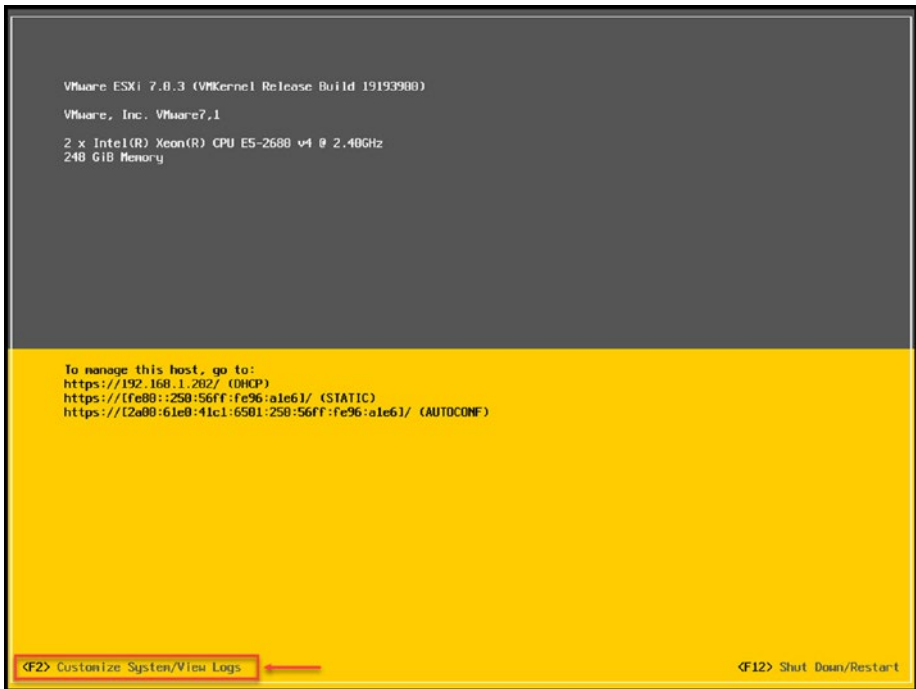 VMware ESXi 7.0.3 (VMKernel Release Build 19193900)
VMware, Inc. VMware7,1
2 x Intel(R) Xeon(R) CPU E5-2680 v4 @ 2.40GHz
248 GiB Memory
To manage this host, go to:
https://192.168.1.202/ (DHCP)
https://[fe80::250:56ff:fe96:a1e6]/ (STATIC)
https://[2a00:61e0:41c1:6501:250:56ff:fe96:a1e6]/ (AUTOCONF)
<F2> Customize System/View Logs
<F12> Shut Down/Restart